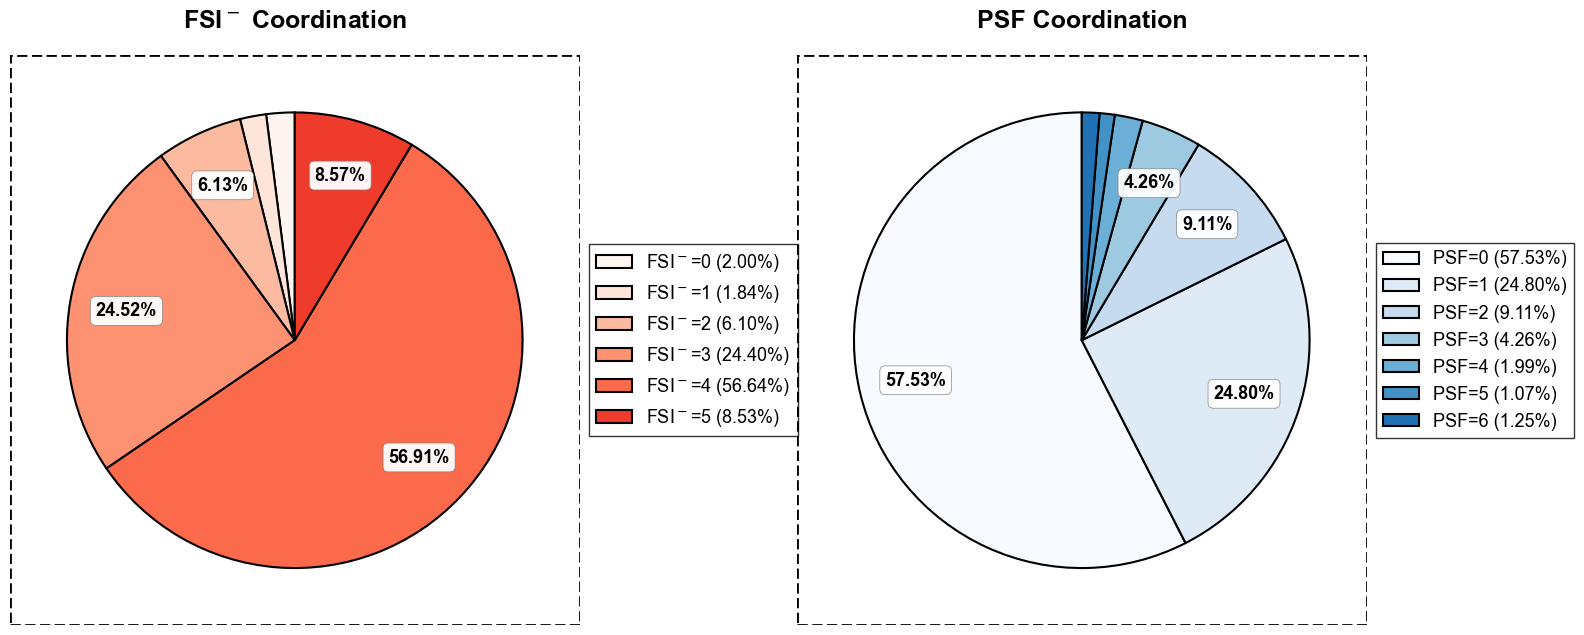 FSI⁻ Coordination
8.57%
6.13%
24.52%
56.91%
FSI⁻=0 (2.00%)
FSI⁻=1 (1.84%)
FSI⁻=2 (6.10%)
FSI⁻=3 (24.40%)
FSI⁻=4 (56.64%)
FSI⁻=5 (8.53%)
PSF Coordination
4.26%
9.11%
57.53%
24.80%
PSF=0 (57.53%)
PSF=1 (24.80%)
PSF=2 (9.11%)
PSF=3 (4.26%)
PSF=4 (1.99%)
PSF=5 (1.07%)
PSF=6 (1.25%)